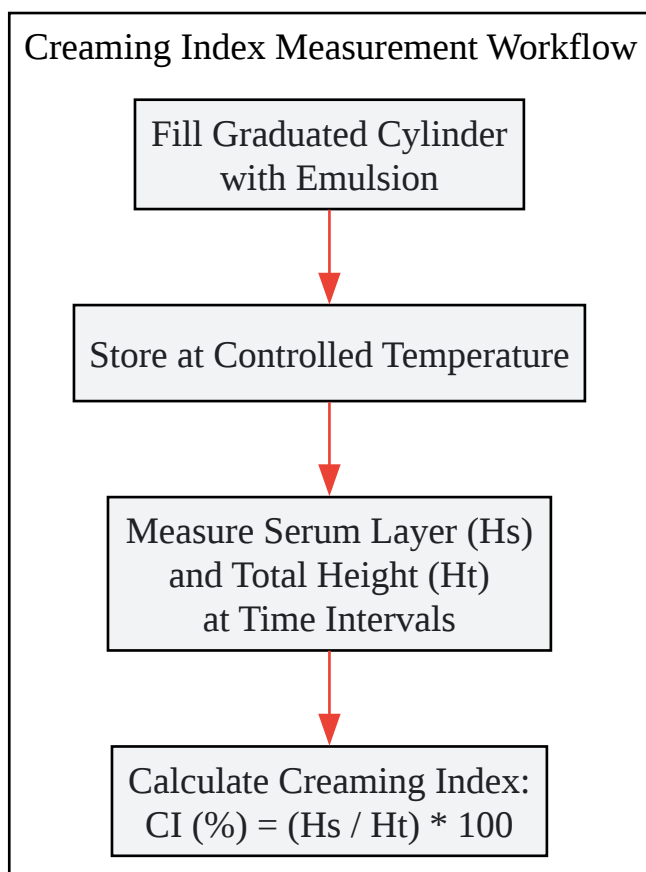 Creaming Index Measurement Workflow
Fill Graduated Cylinder
with Emulsion
Store at Controlled Temperature
Measure Serum Layer (Hs)
and Total Height (Ht)
at Time Intervals
Calculate Creaming Index:
CI (%) = (Hs / Ht) * 100